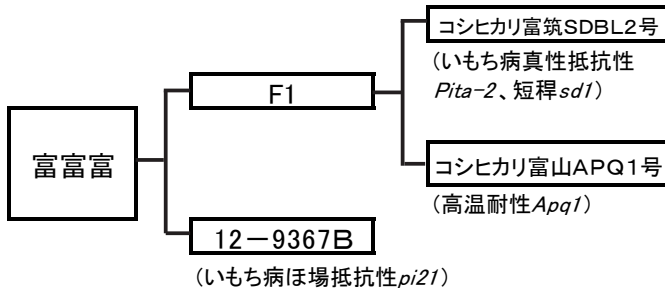 コシヒカリ富筑SDBL2号
(いもち病真性抵抗性
Pita-2、短稈sd1)
F1
富富富
コシヒカリ富山APQ1号
(高温耐性Apq1)
12－9367B
(いもち病ほ場抵抗性pi21)